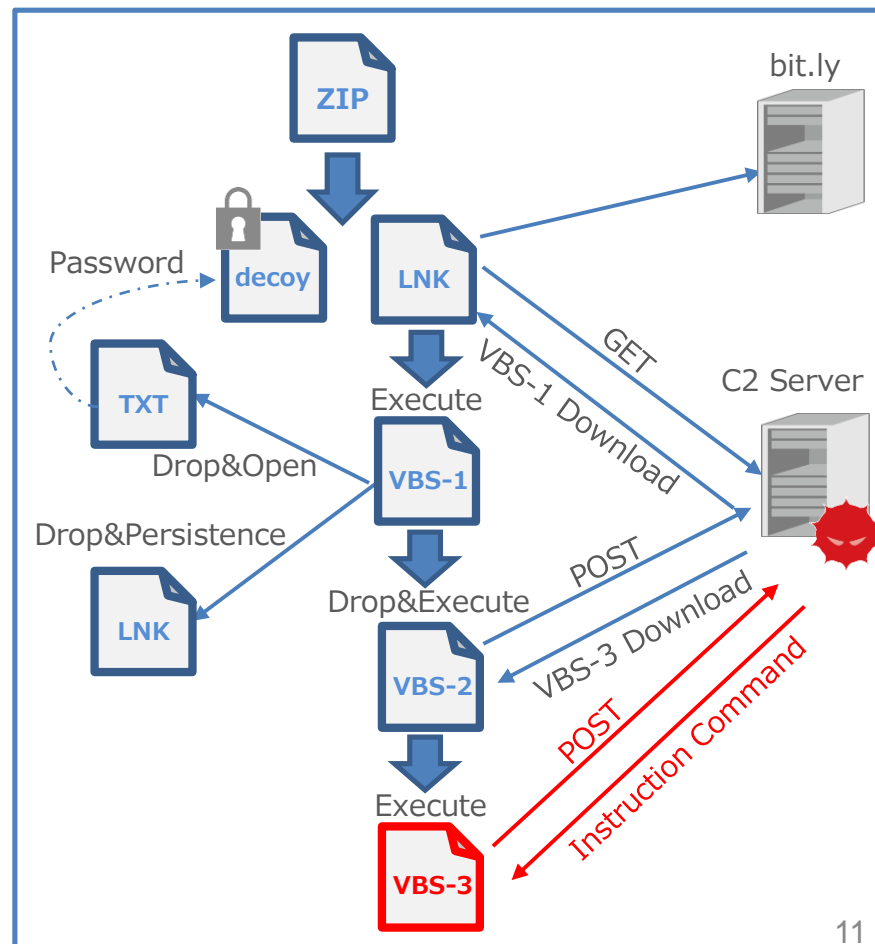 bit.ly
ZIP
Password
decoy
LNK
GET
VBS-1 Download
C2 Server
TXT
Execute
Drop&Open
VBS-1
Drop&Persistence
POST
Drop&Execute
VBS-3 Download
LNK
VBS-2
POST
Instruction Command
Execute
VBS-3
11